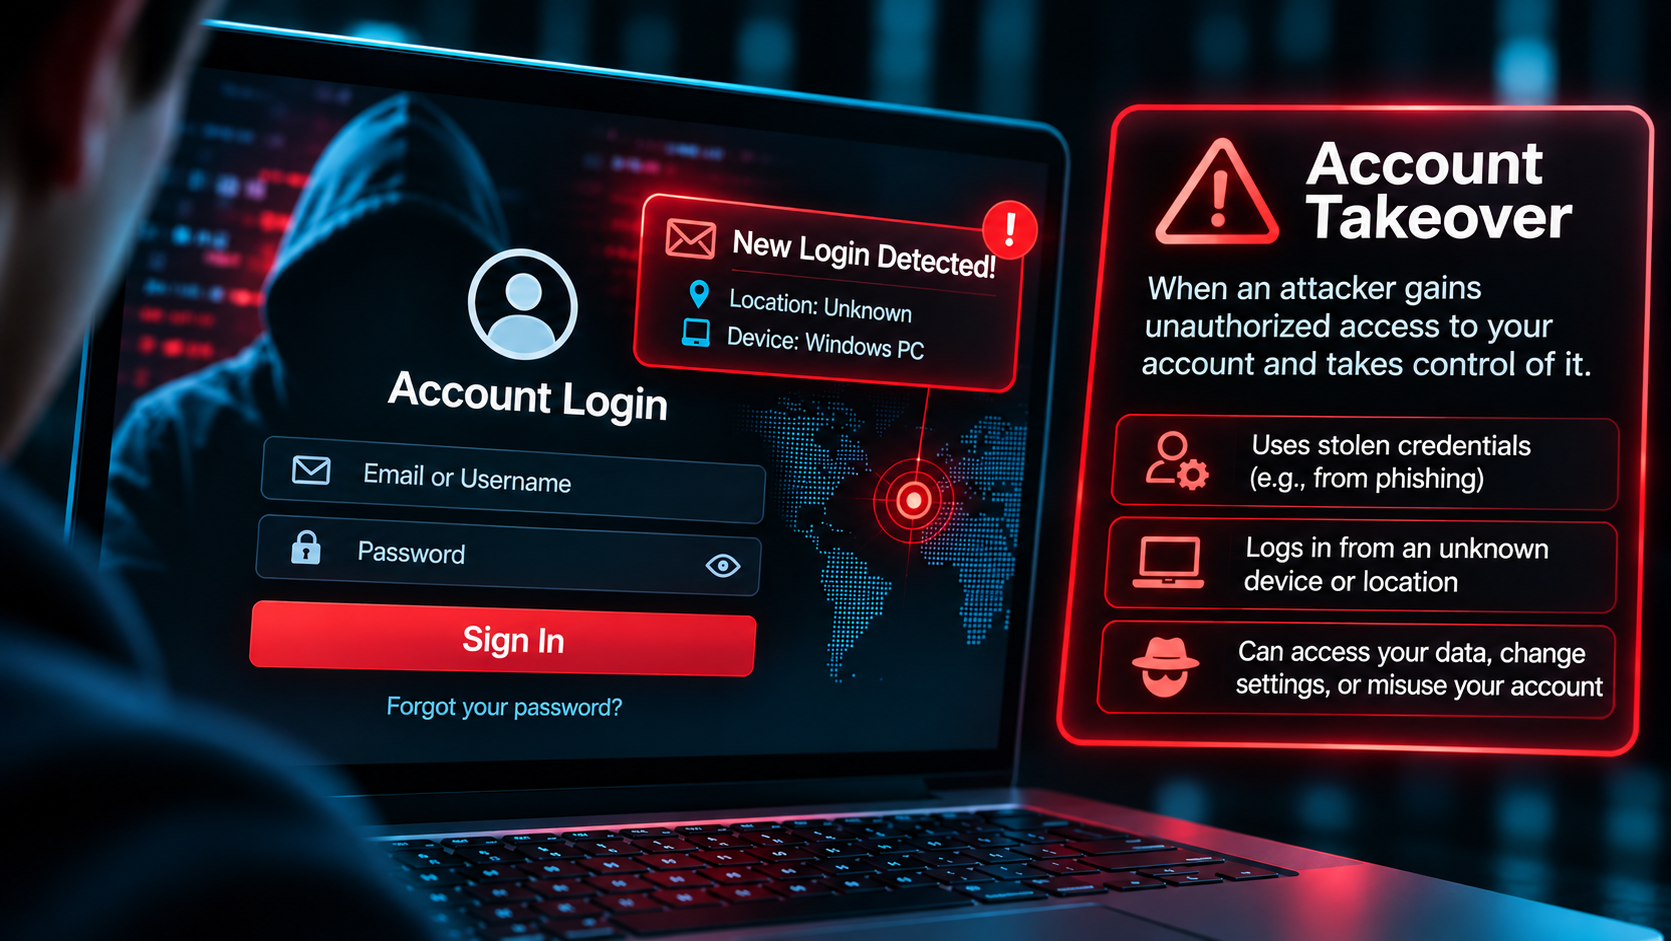 New Login Detected!
Location: Unknown
Device: Windows PC
Account Login
Email or Username
Password
Sign In
Forgot your password?
Account
Takeover
When an attacker gains
unauthorized access to your
account and takes control of it.
Uses stolen credentials
(e.g., from phishing)
Logs in from an unknown
device or location
Can access your data, change
settings, or misuse your account